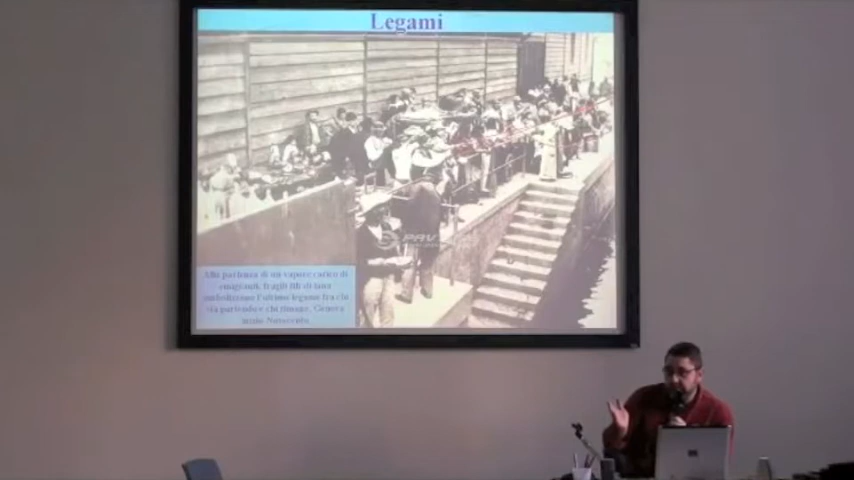 Legami
Alla partenza di un vapore carico di
emigranti, fragili fili di lana
simboleggiano l'ultimo legame fra chi
sta partendo e chi rimane. Genova
inizio Novecento